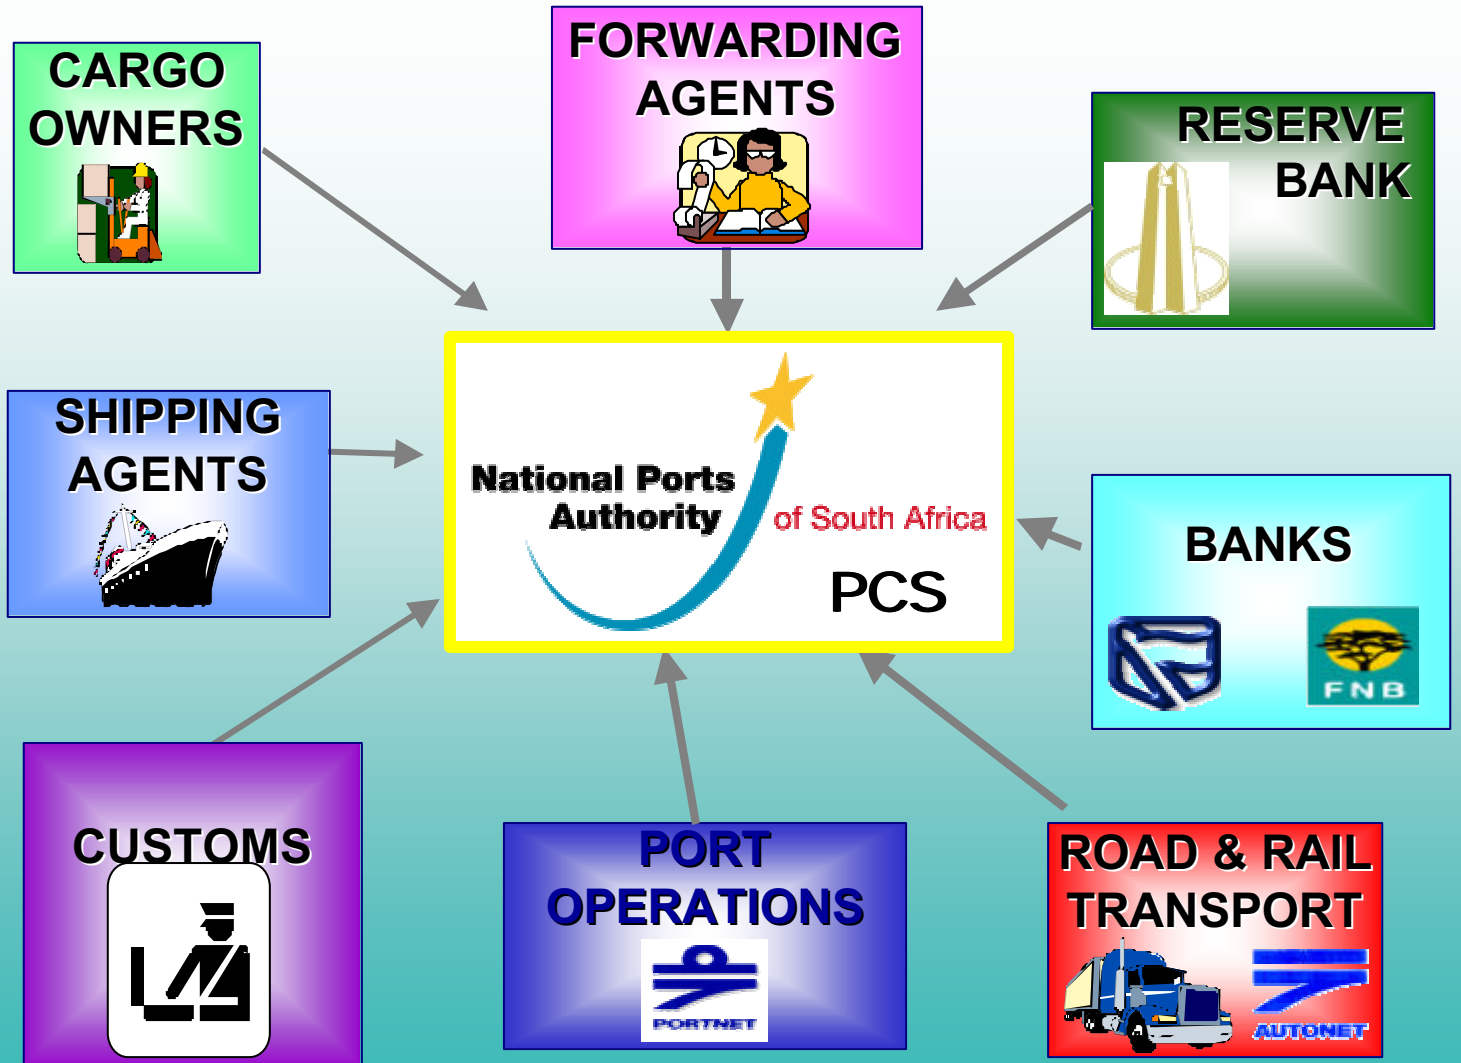 CARGO
OWNERS
FORWARDING
AGENTS
RESERVE
BANK
SHIPPING
AGENTS
National Ports
Authority
of South Africa
PCS
BANKS
FNB
CUSTOMS
PORT
OPERATIONS
PORTNET
ROAD & RAIL
TRANSPORT
AUTONET